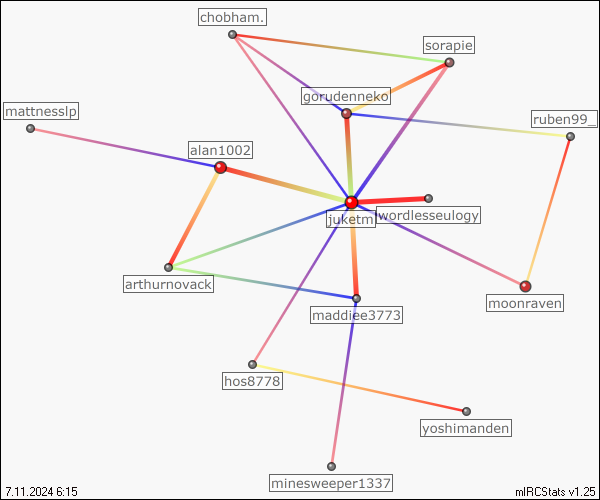 chobham.
sorapie
gorudenneko
mattnesslp
ruben99_
alan1002
wordlesseulogy
juketm
arthurnovack
moonraven
maddiee3773
hos8778
yoshimanden
minesweeper1337
7.11.2024 6:15
mIRCStats v1.25